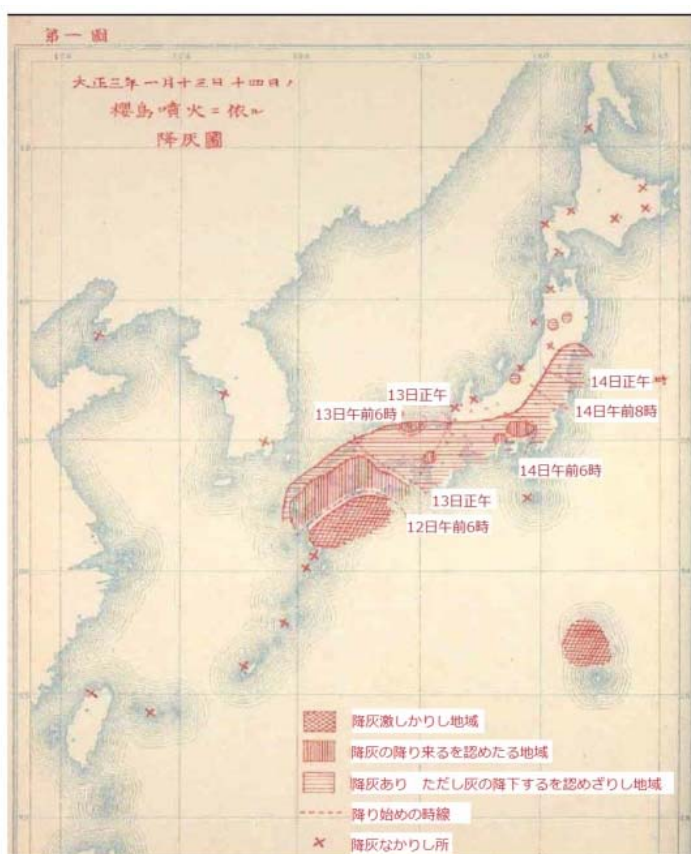 第一圖
大正三年一月十三日十四日ノ
櫻島噴火ニ依ル
降灰圖
13日正午
13日午前6時
14日正午
14日午前8時
14日午前6時
13日正午
12日午前6時
降灰激しかりし地域
降灰の降り来るを認めたる地域
降灰あり ただし灰の降下するを認めざりし地域
降り始めの時線
降灰なかりし所